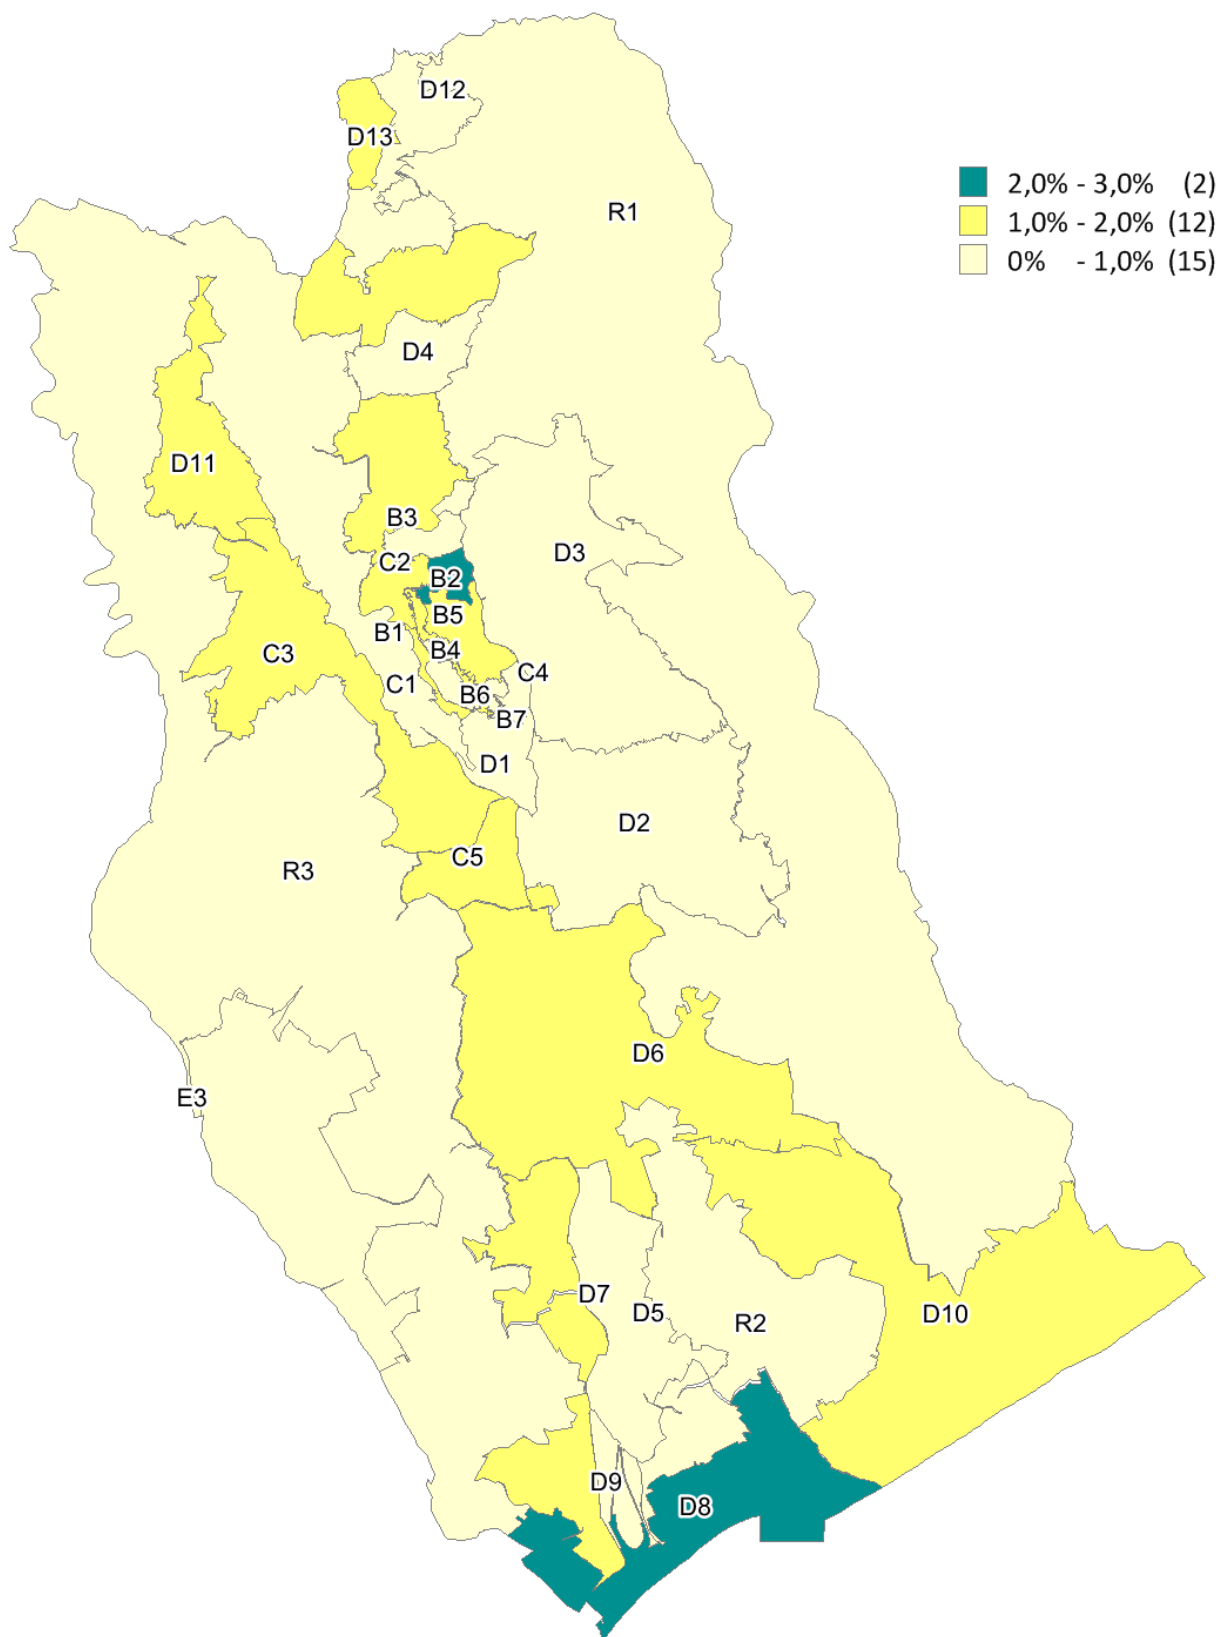 D12
D13
2,0% - 3,0% (2)
R1
1,0% - 2,0% (12)
0% - 1,0% (15)
D4
D11
B3
D3
C2
B2
B5
B1
B4
C3
C4
C1
B6
B7
D1
D2
C5
R3
D6
E3
D7
D5
D10
R2
D9
D8